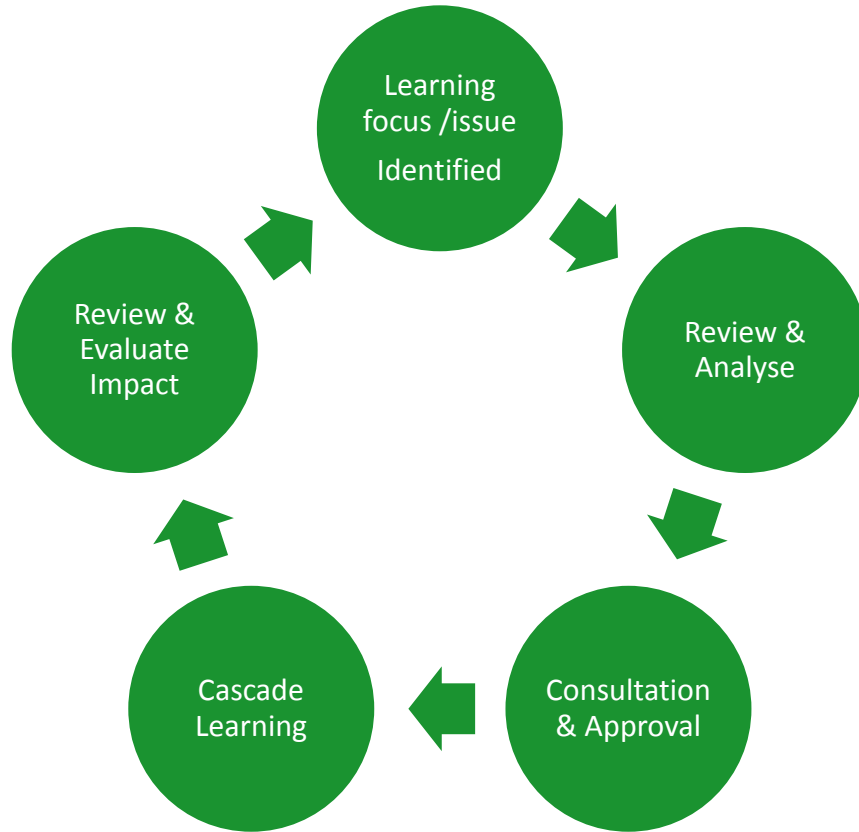 Learning
focus /issue
Identified
Review &
Analyse
Consultation
& Approval
Cascade
Learning
Review &
Evaluate
Impact